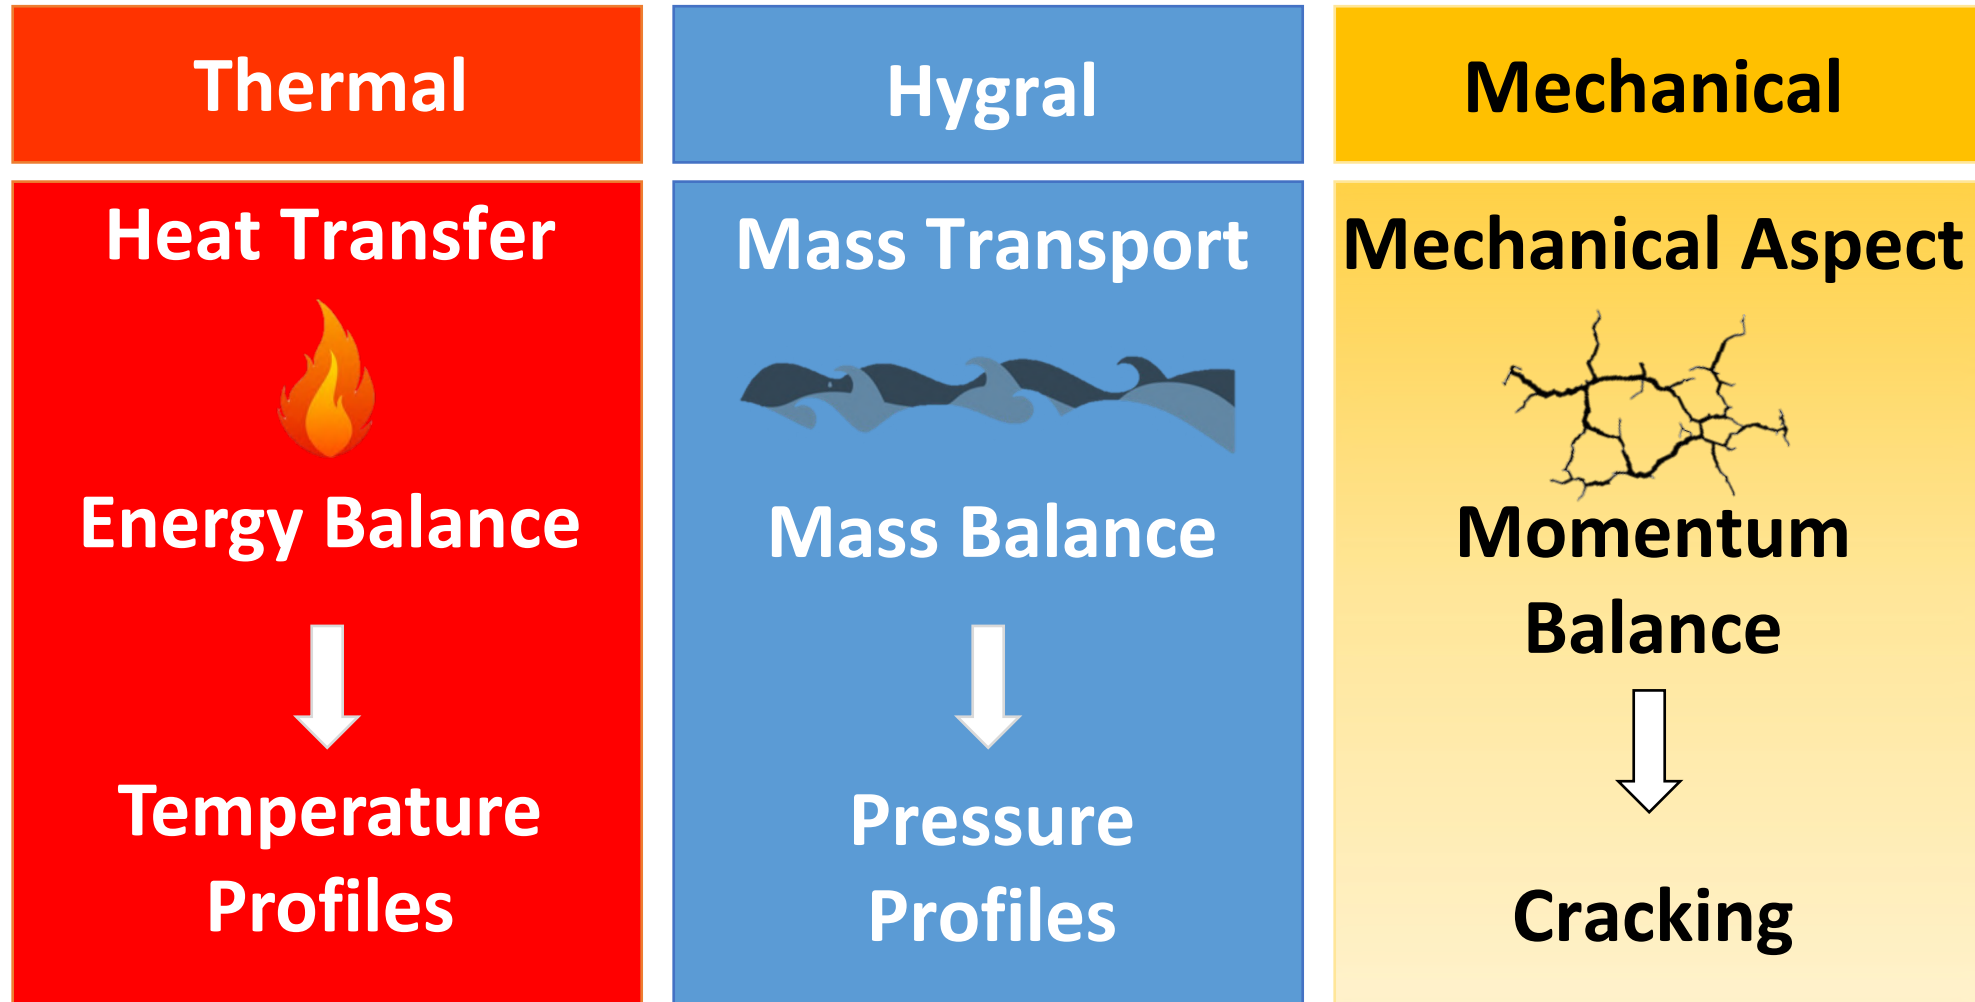 Thermal
Heat Transfer
Energy Balance
Temperature
Profiles
Hygral
Mass Transport
Mass Balance
Pressure
Profiles
Mechanical
Mechanical Aspect
Momentum
Balance
Cracking